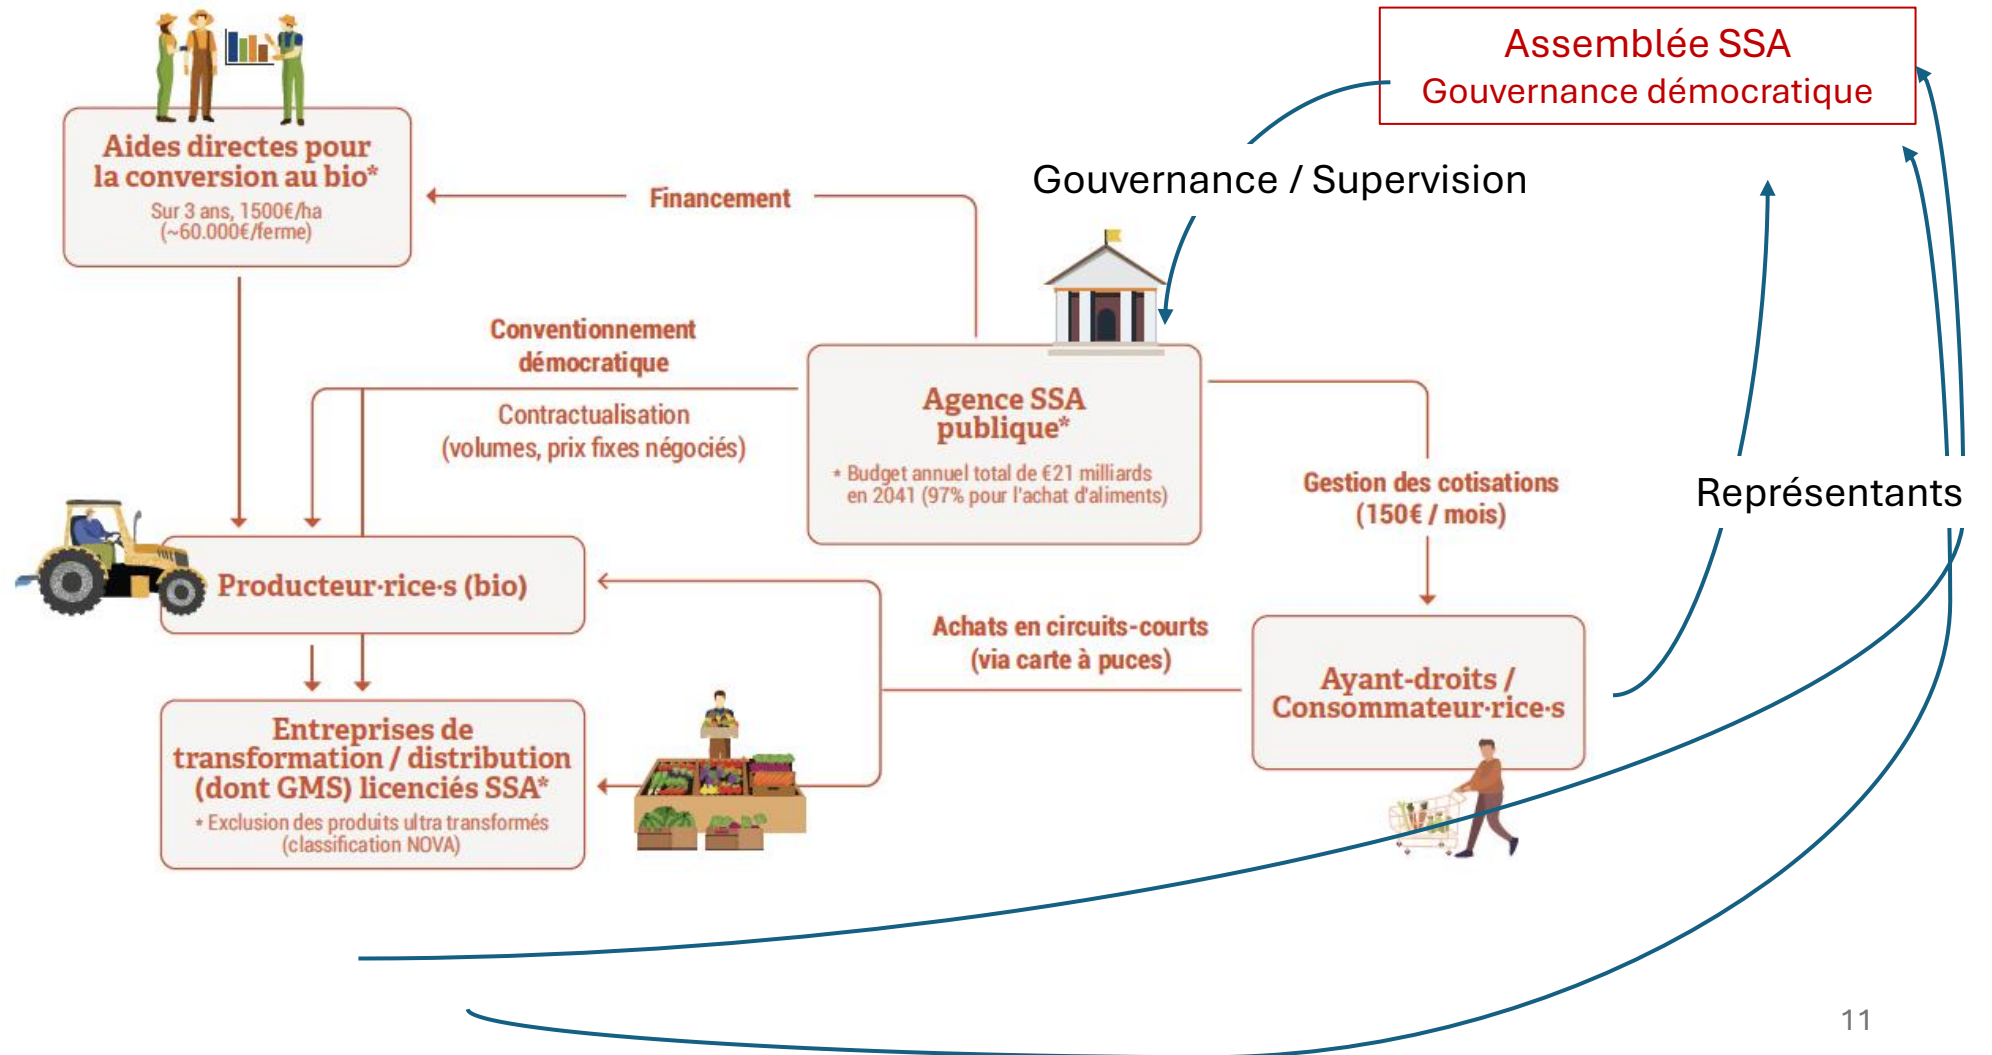 Assemblée SSA
Gouvernance démocratique
Aides directes pour
la conversion au bio*
Sur 3 ans, 1500€/ha
(~60.000€/ferme)
Financement
Gouvernance / Supervision
Conventionnement
démocratique
Contractualisation
(volumes, prix fixes négociés)
Agence SSA
publique*
* Budget annuel total de €21 milliards
en 2041 (97% pour l'achat d'aliments)
Gestion des cotisations
(150€ / mois)
Représentants
Producteur·rice·s (bio)
Achats en circuits-courts
(via carte à puces)
Ayant-droits /
Consommateur·rice·s
Entreprises de
transformation / distribution
(dont GMS) licenciés SSA*
* Exclusion des produits ultra transformés
(classification NOVA)
11